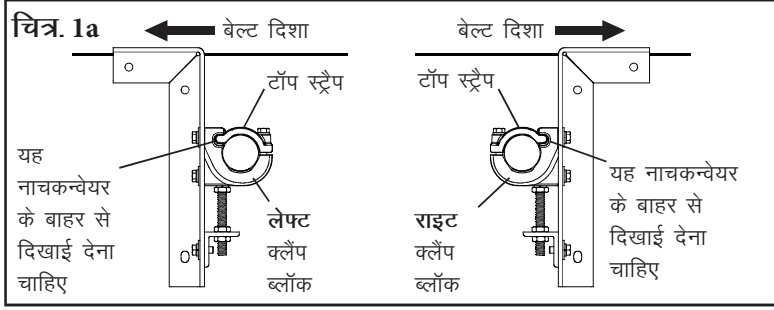 चित्र. 1a
बेल्ट दिशा
टॉप स्ट्रैप
यह
नाचकन्वेयर
के बाहर से
दिखाई देना
चाहिए
लेफ्ट
क्लैंप
ब्लॉक
बेल्ट दिशा
टॉप स्ट्रैप
राइट
क्लैंप
ब्लॉक
यह नाचकन्वेयर
के बाहर से
दिखाई देना
चाहिए